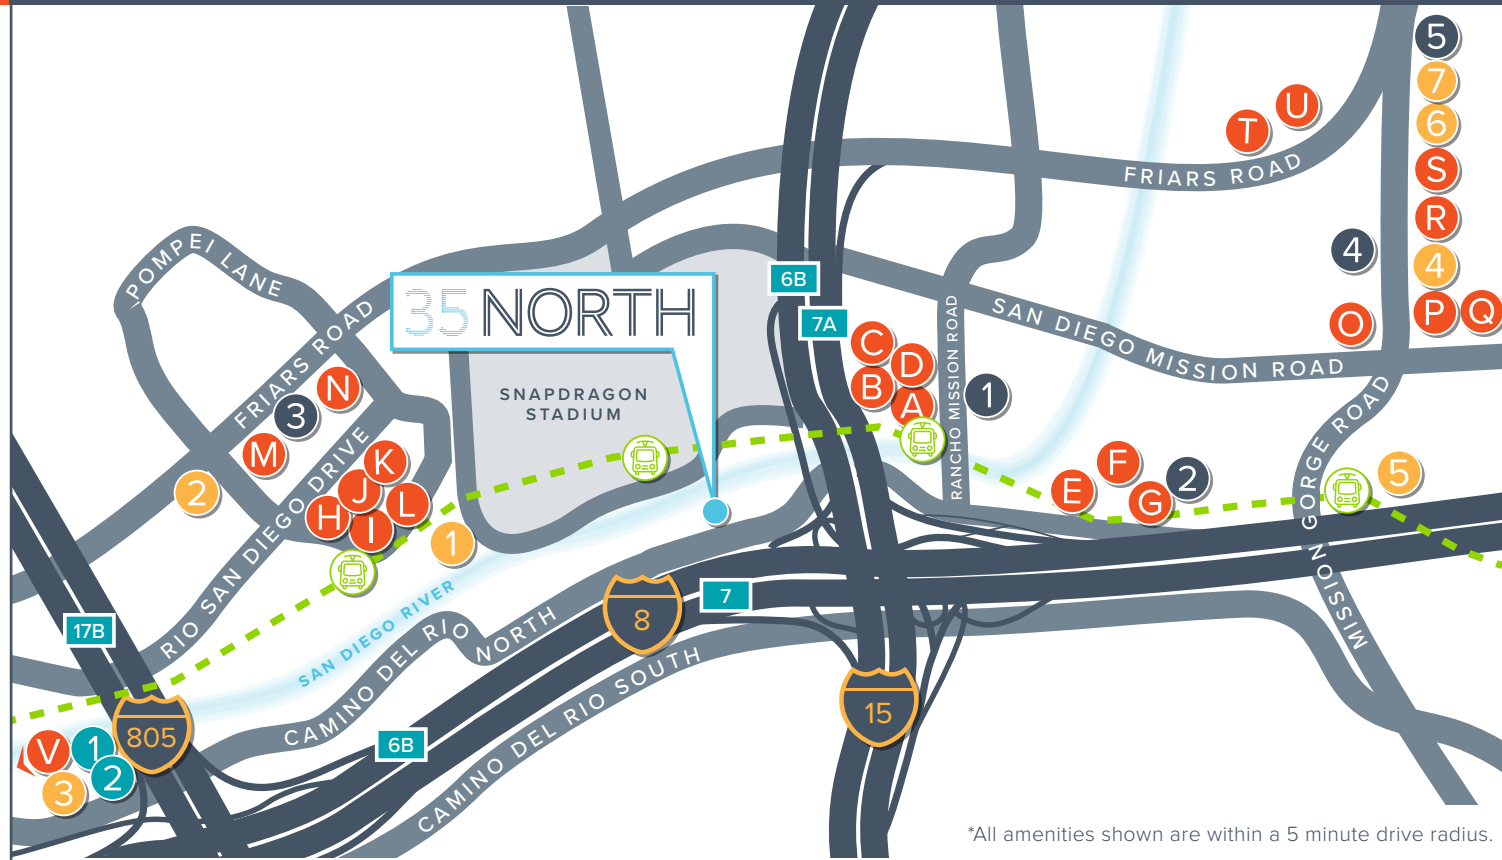 5
7
6
S
R
4
P
Q
U
T
FRIARS ROAD
4
O
POMPEI LANE
FRIARS ROAD
35 NORTH
6B
7A
SNAPDRAGON
STADIUM
C
D
B
A
RANCHO MISSION ROAD
1
SAN DIEGO MISSION ROAD
N
3
M
2
RIO SAN DIEGO DRIVE
K
J
L
H
I
1
E
F
G
2
5
MISSION GORGE ROAD
SAN DIEGO RIVER
CAMINO DEL RIO NORTH
8
7
17B
805
15
6B
CAMINO DEL RIO SOUTH
V
1
2
3
*All amenities shown are within a 5 minute drive radius.